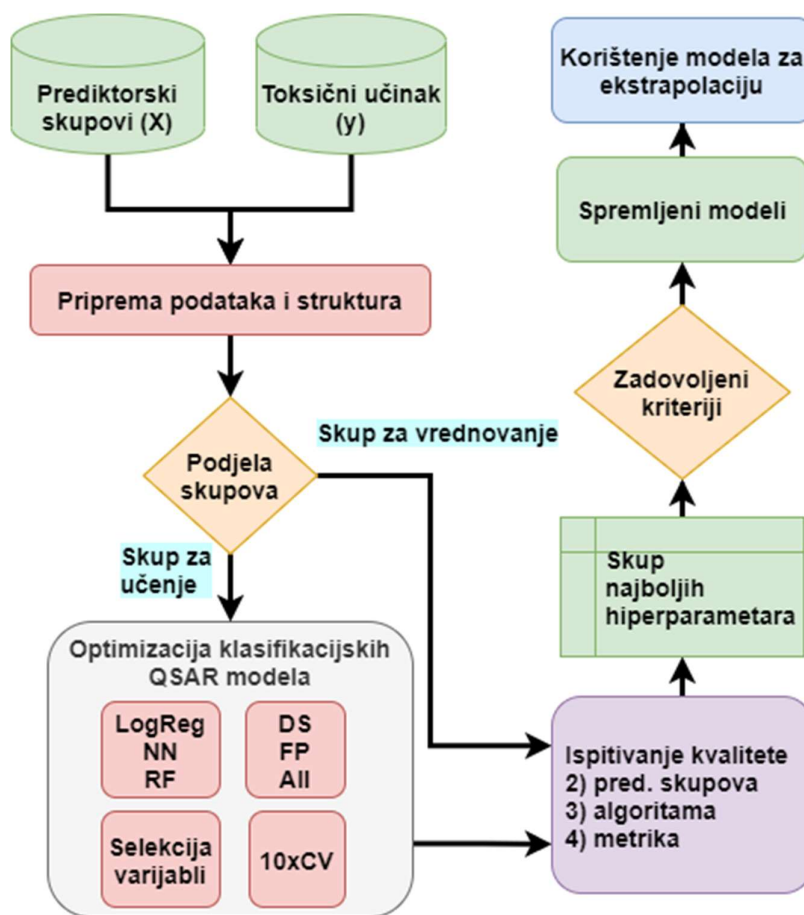 Prediktorski
skupovi (X)
Toksični učinak
(y)
Priprema podataka i struktura
Podjela
skupova
Skup za vrednovanje
Skup za
učenje
Optimizacija klasifikacijskih
QSAR modela
LogReg
NN
RF
DS
FP
All
Selekcija
varijabli
10xCV
Ispitivanje kvalitete
2) pred. skupova
3) algoritama
4) metrika
Skup
najboljih
hiperparametara
Zadovoljeni
kriteriji
Spremljeni modeli
Korištenje modela za
ekstrapolaciju